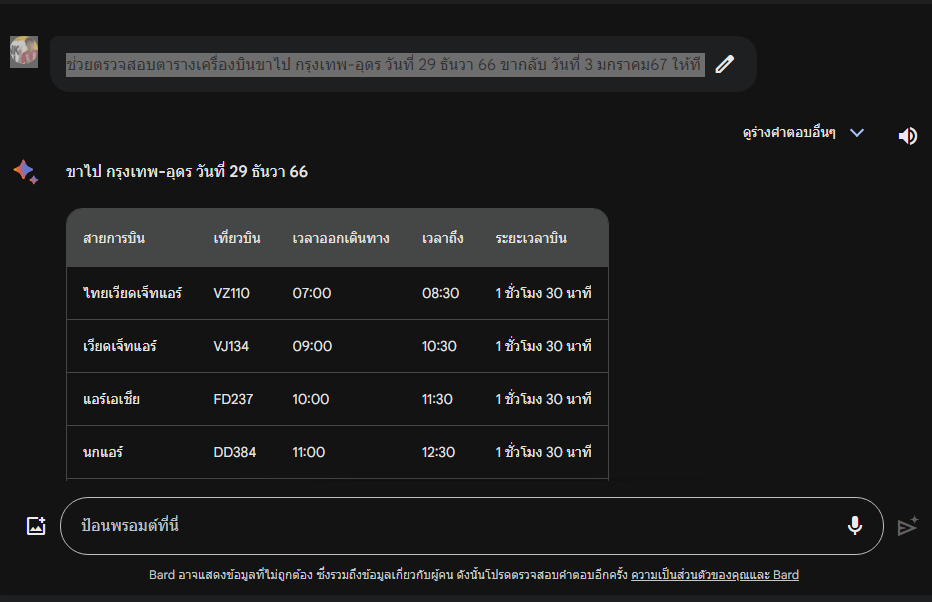 ช่วยตรวจสอบตารางเครื่องบินขาไป กรุงเทพ-อุดร วันที่ 29 ธันวา 66 ขากลับ วันที่ 3 มกราคม67 ให้ที
ดูร่างคำตอบอื่นๆ
ขาไป กรุงเทพ-อุดร วันที่ 29 ธันวา 66
สายการบิน เที่ยวบิน เวลาออกเดินทาง เวลาถึง ระยะเวลาบิน
ไทยเวียดเจ็ทแอร์ VZ110 07:00 08:30 1 ชั่วโมง 30 นาที
เวียดเจ็ทแอร์ VJ134 09:00 10:30 1 ชั่วโมง 30 นาที
แอร์เอเชีย FD237 10:00 11:30 1 ชั่วโมง 30 นาที
นกแอร์ DD384 11:00 12:30 1 ชั่วโมง 30 นาที
ป้อนพรอมต์ที่นี่
Bard อาจแสดงข้อมูลที่ไม่ถูกต้อง ซึ่งรวมถึงข้อมูลเกี่ยวกับผู้คน ดังนั้นโปรดตรวจสอบคำตอบอีกครั้ง ความเป็นส่วนตัวของคุณและ Bard